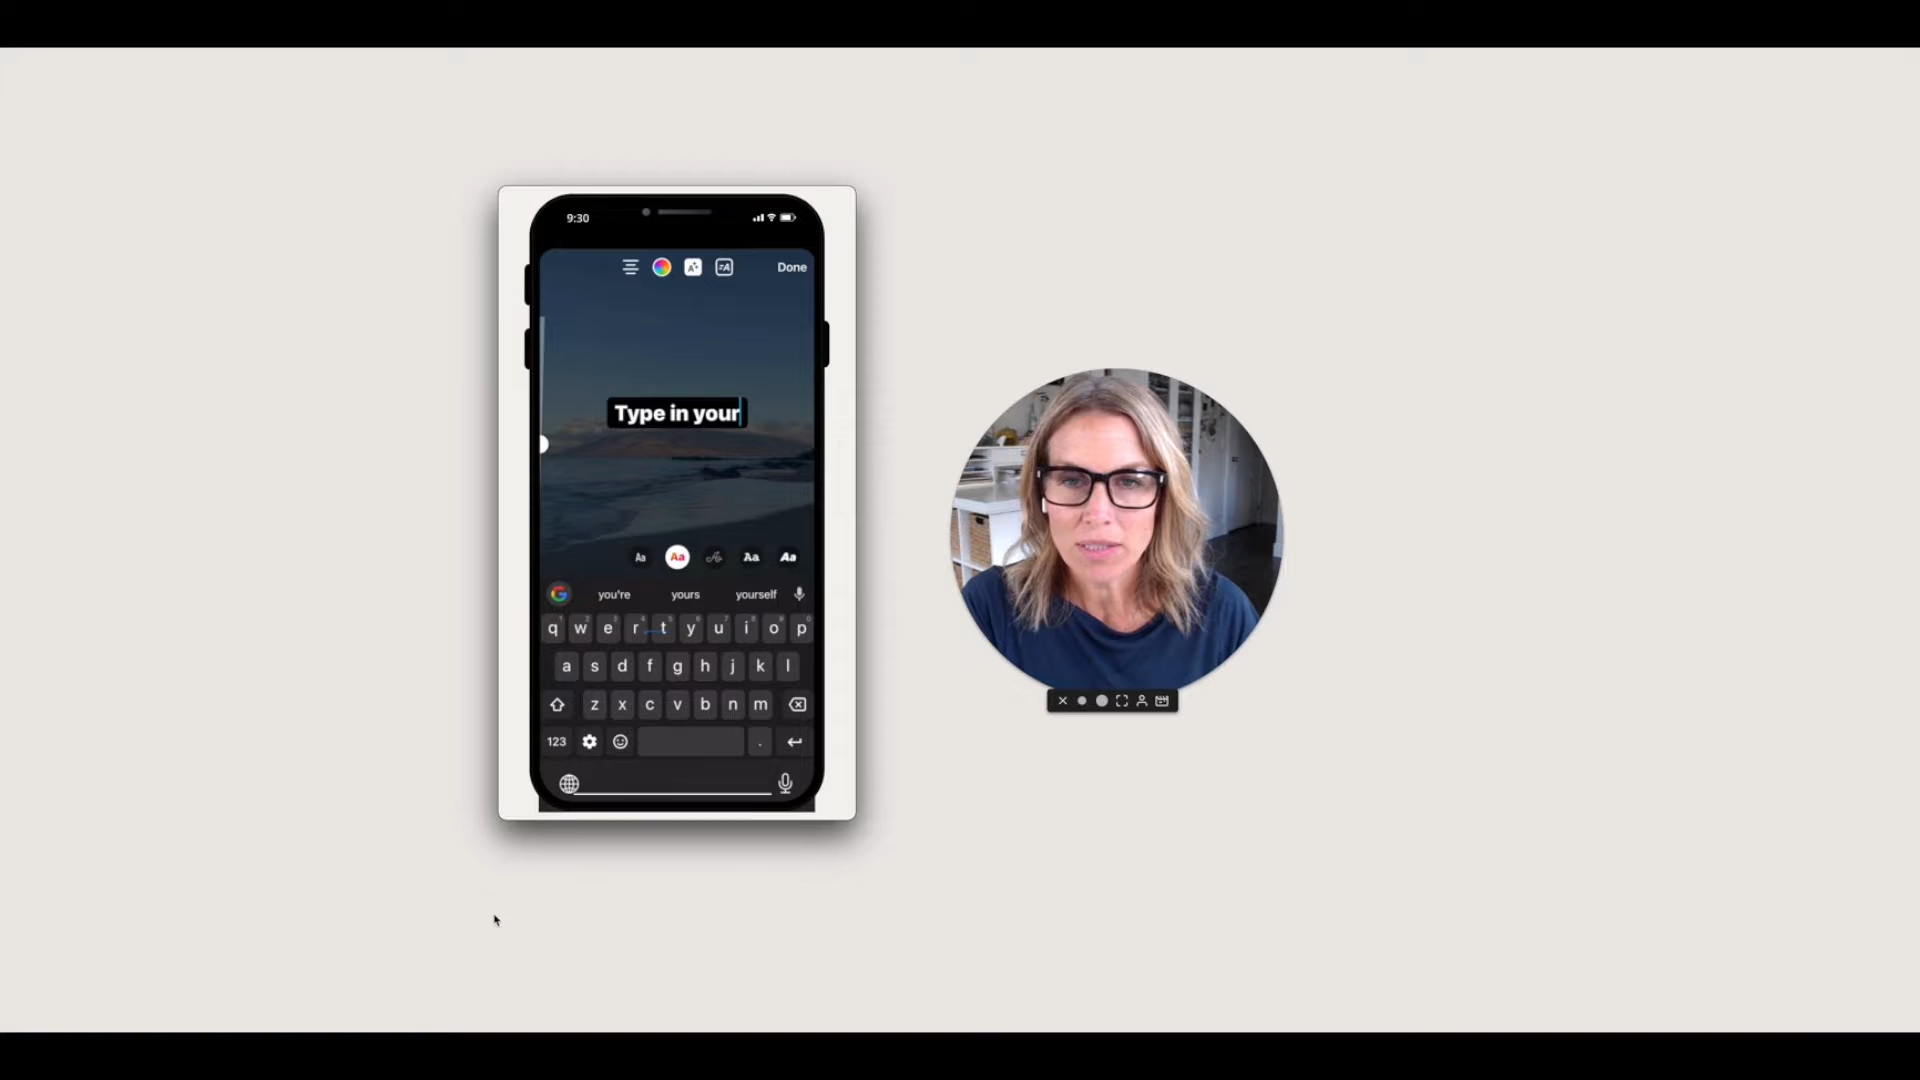 9:30
Done
Type in your
Aa Aa A Aa Aa
you're yours yourself
q w e r t y u i o p
a s d f g h j k l
z x c v b n m
123 .